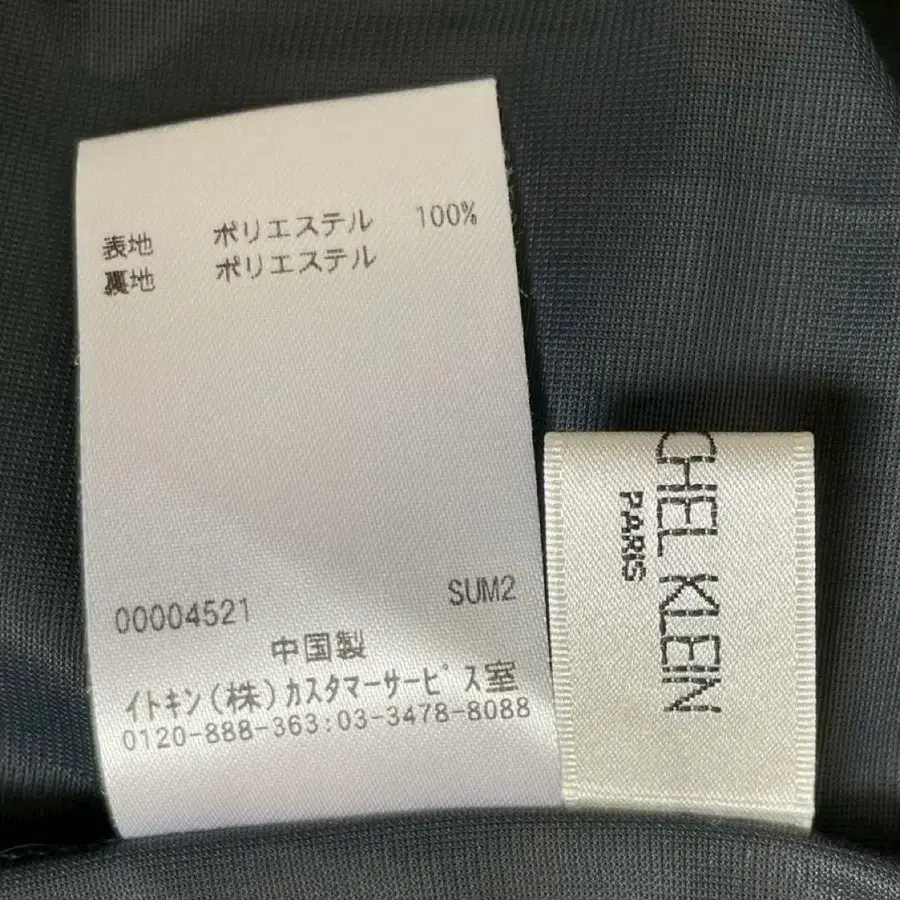 表地 ポリエステル 100%
裏地 ポリエステル
00004521 SUM2
中国製
イトキン(株)カスタマーサービス室
0120-888-363:03-3478-8088
CHEL KLEIN
PARIS